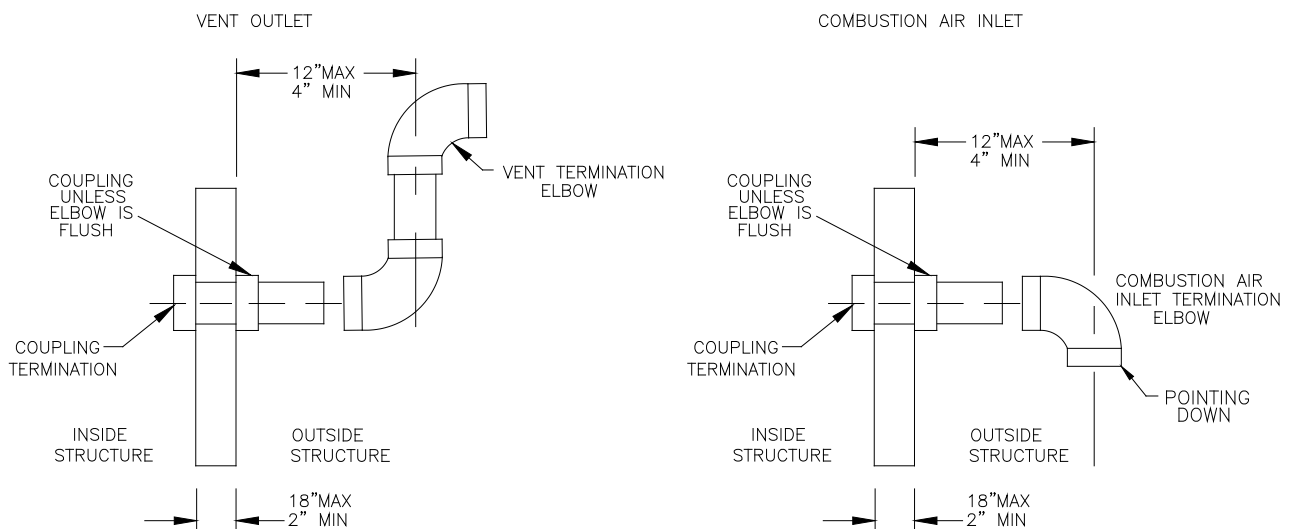 VENT OUTLET
12”MAX
4” MIN
VENT TERMINATION
ELBOW
COUPLING
UNLESS
ELBOW IS
FLUSH
COUPLING
TERMINATION
INSIDE
STRUCTURE
OUTSIDE
STRUCTURE
18”MAX
2” MIN
COMBUSTION AIR INLET
12”MAX
4” MIN
COUPLING
UNLESS
ELBOW IS
FLUSH
COMBUSTION AIR
INLET TERMINATION
ELBOW
COUPLING
TERMINATION
POINTING
DOWN
INSIDE
STRUCTURE
OUTSIDE
STRUCTURE
18”MAX
2” MIN